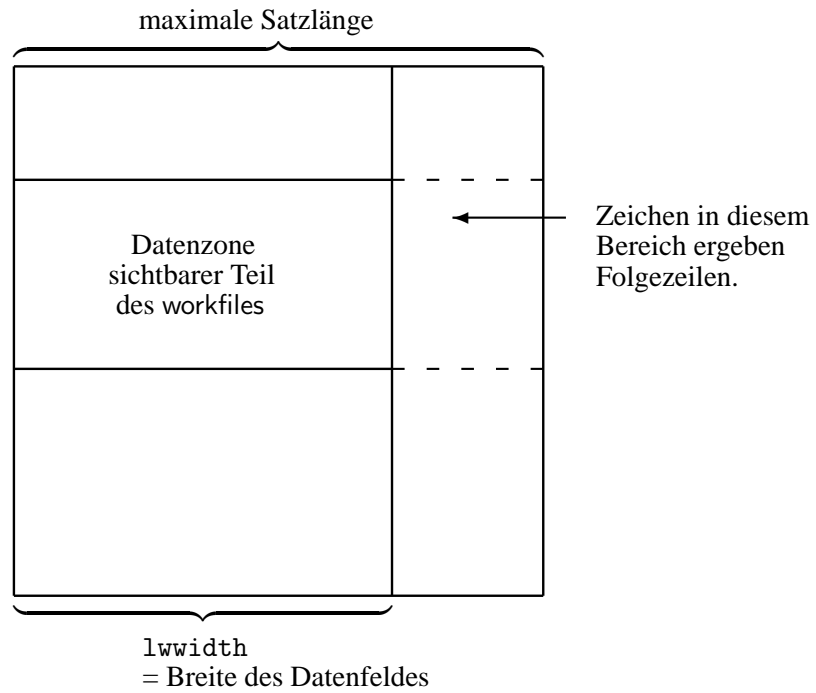 maximale Satzlänge
Zeichen in diesem
Bereich ergeben
Folgezeilen.
Datenzone
sichtbarer Teil
des workfiles
lwwidth
= Breite des Datenfeldes